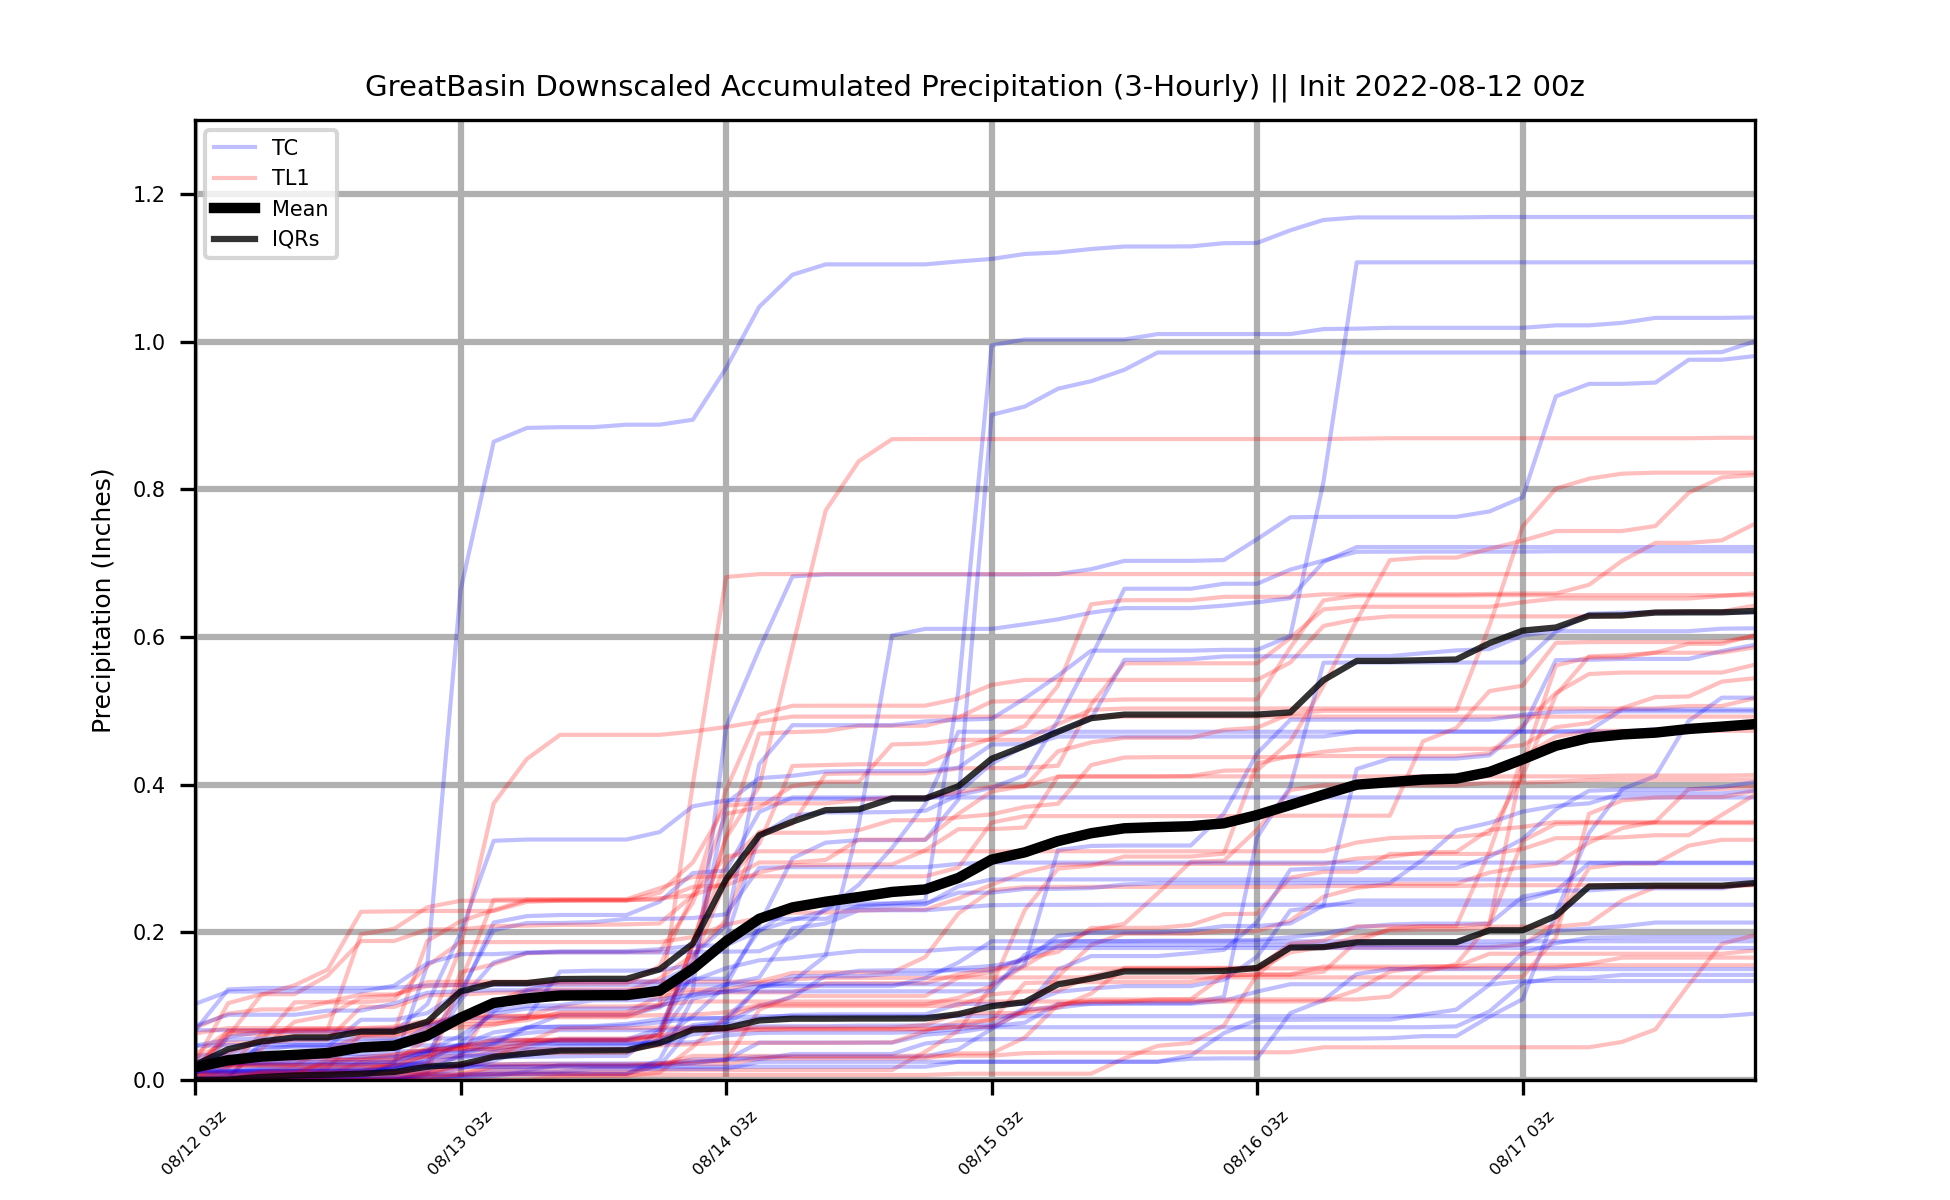 GreatBasin Downscaled Accumulated Precipitation (3-Hourly) || Init 2022-08-12 00z
TC
TL1
Mean
IQRs
Precipitation (Inches)
1.2
1.0
0.8
0.6
0.4
0.2
0.0
08/12 03z
08/13 03z
08/14 03z
08/15 03z
08/16 03z
08/17 03z